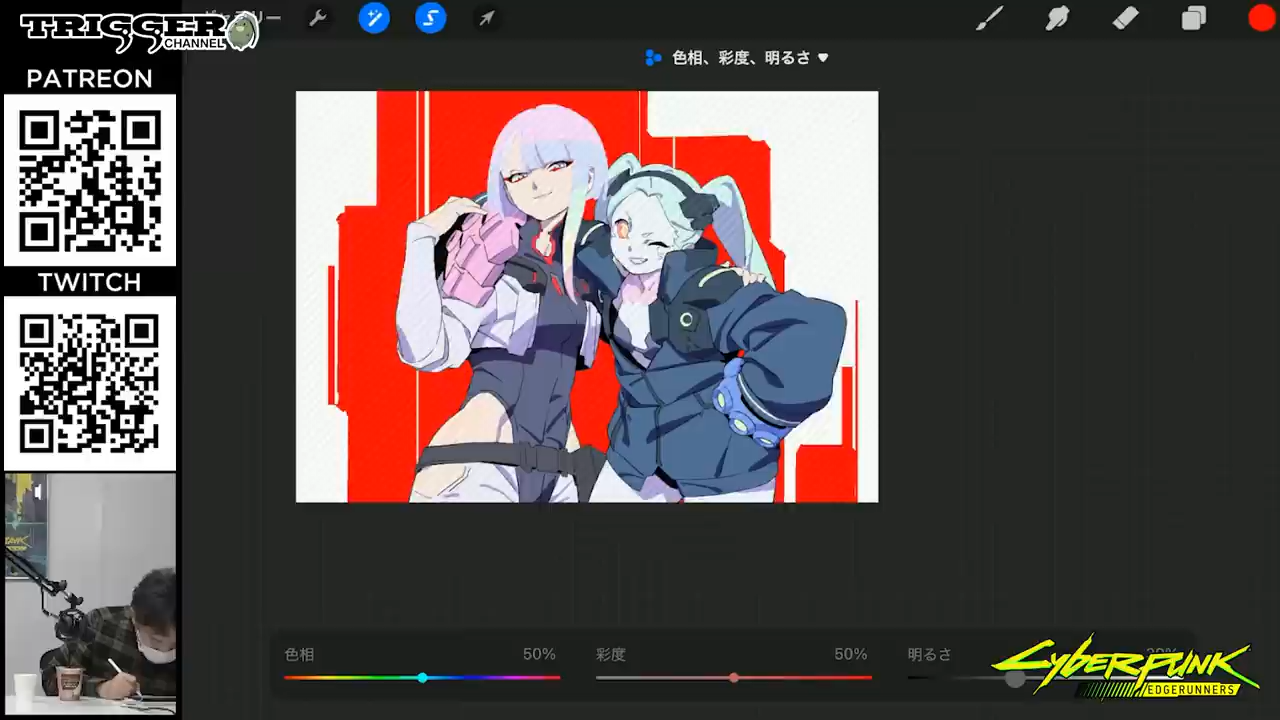 TRIGGER
CHANNEL
PATREON
TWITCH
色相、彩度、明るさ
色相
50%
彩度
50%
明るさ
CYBERPUNK
EDGERUNNERS